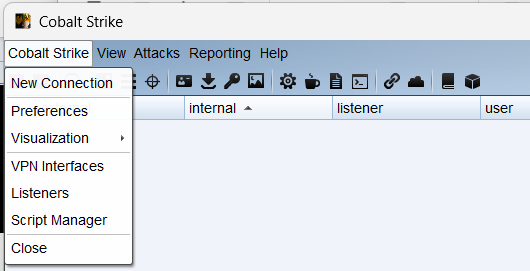 Cobalt Strike
Cobalt Strike View Attacks Reporting Help
New Connection
internal listener user
Preferences
Visualization
VPN Interfaces
Listeners
Script Manager
Close